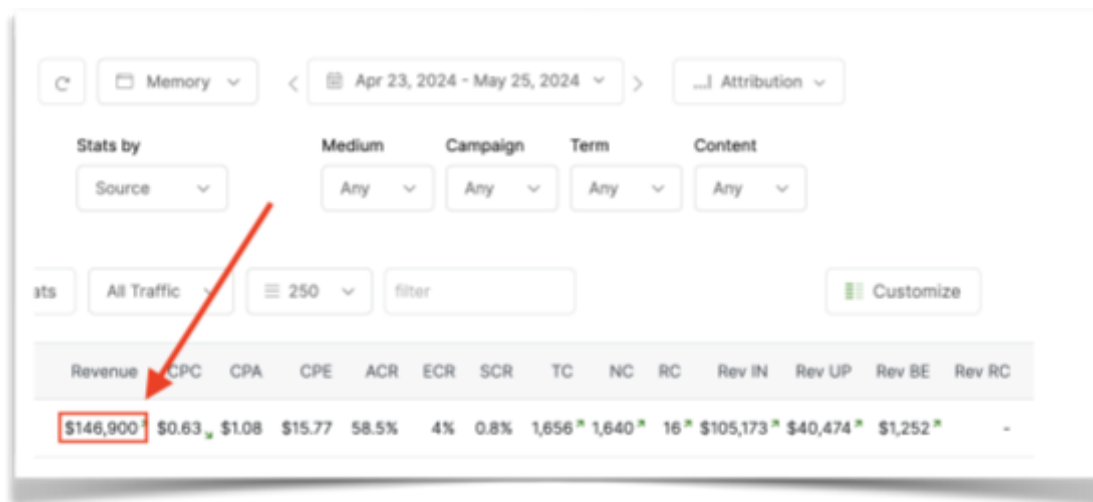 Memory Apr 23, 2024 - May 25, 2024 ...l Attribution
Stats by Medium Campaign Term Content
Source Any Any Any Any
ats All Traffic 250 filter Customize
Revenue CPC CPA CPE ACR ECR SCR TC NC RC Rev IN Rev UP Rev BE Rev RC
$146,900 $0.63 $1.08 $15.77 58.5% 4% 0.8% 1,656 1,640 16 $105,173 $40,474 $1,252 -